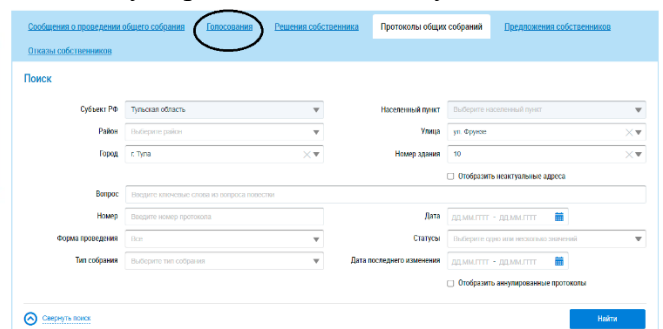 Сообщения о проведении общего собрания Голосования Решения собственника Протоколы общих собраний Предложения собственников
Отказы собственников
Поиск
Субъект РФ Тульская область Населенный пункт Выберите населенный пункт
Район Выберите район Улица ул. Фрунзе
Город г. Тула Номер здания 10
Отобразить неактуальные адреса
Вопрос Введите ключевые слова из вопроса повестки
Номер Введите номер протокола Дата ДД.ММ.ГГГГ - ДД.ММ.ГГГГ
Форма проведения Все Статусы Выберите одно или несколько значений
Тип собрания Выберите тип собрания Дата последнего изменения ДД.ММ.ГГГГ - ДД.ММ.ГГГГ
Отобразить аннулированные протоколы
Свернуть поиск Найти